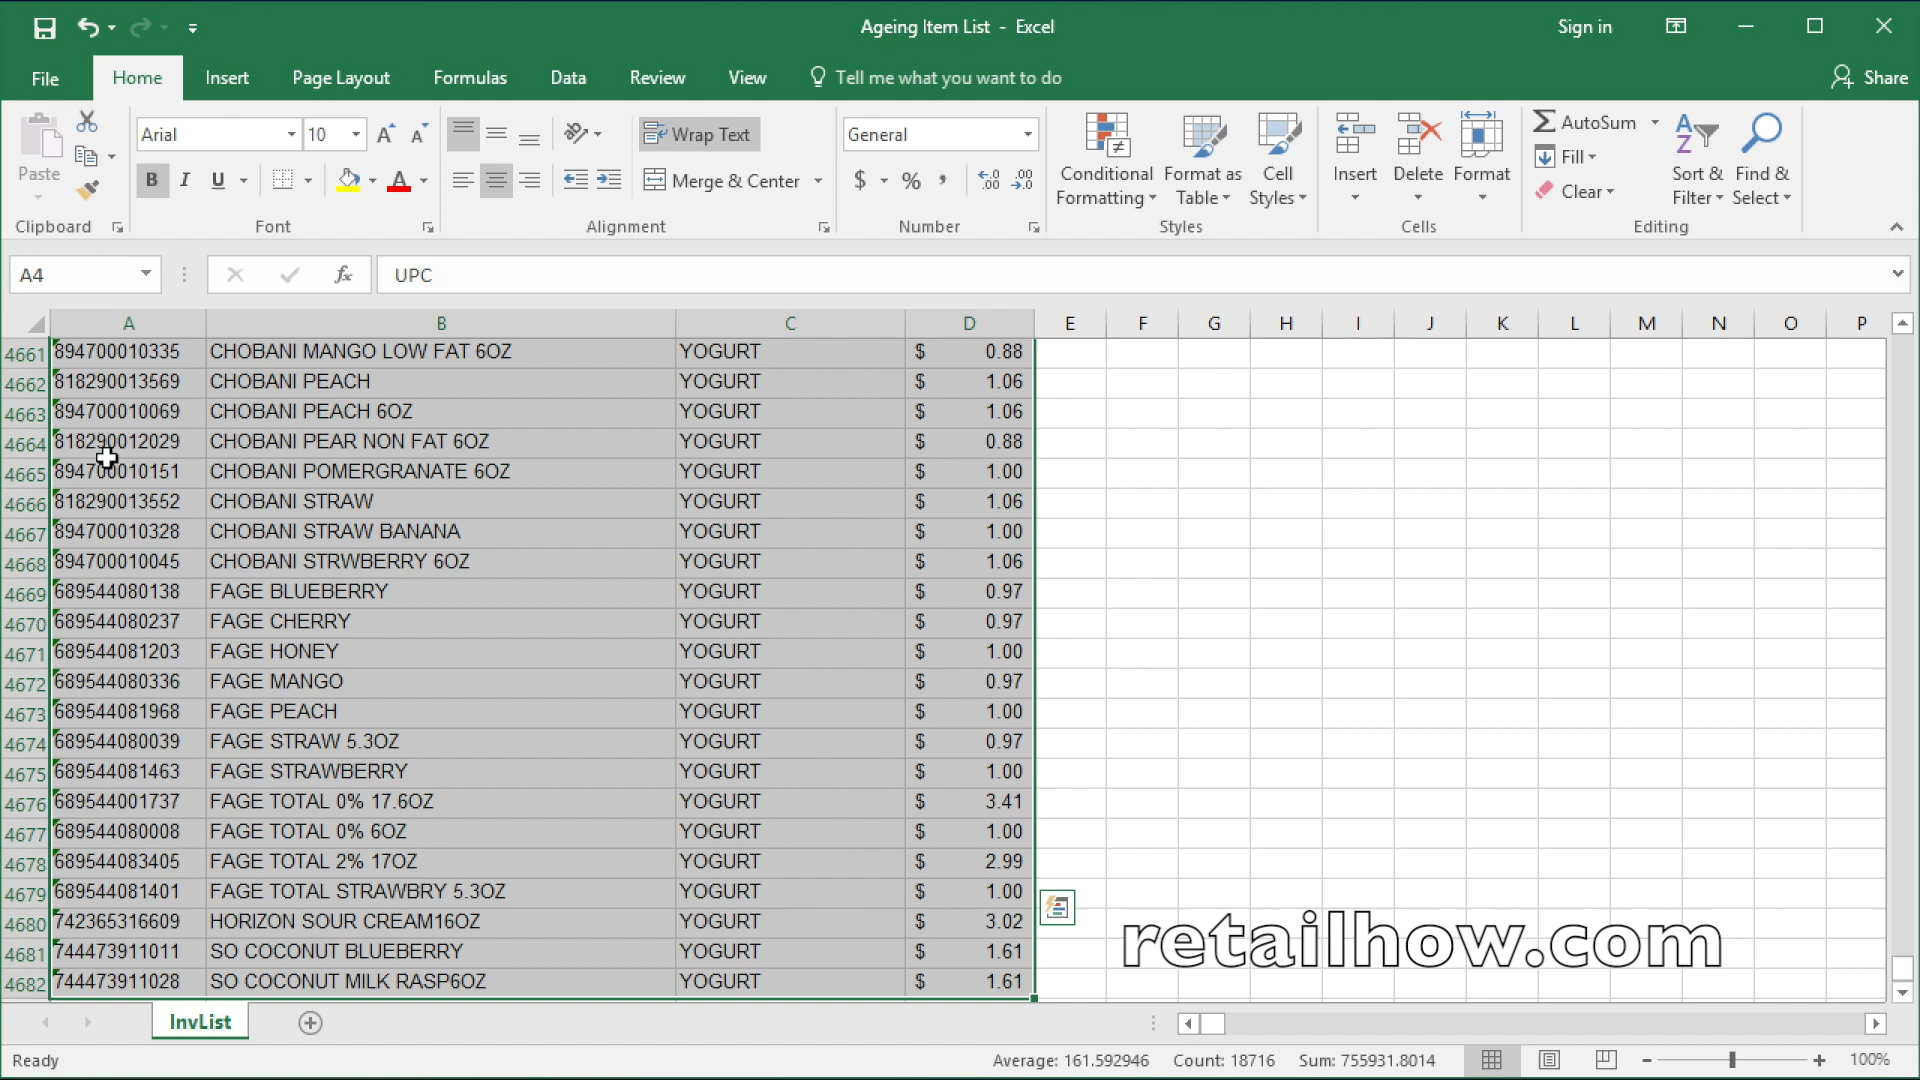 Ageing Item List - Excel
Sign in
File Home Insert Page Layout Formulas Data Review View Tell me what you want to do Share
Paste
Clipboard
Arial 10
B I U
Font
Wrap Text
Merge & Center
Alignment
General
$ % ,
Number
Conditional Formatting
Format as Table
Cell Styles
Styles
Insert Delete Format
Cells
AutoSum
Fill
Clear
Sort & Filter
Find & Select
Editing
A4 fx UPC
A B C D E F G H I J K L M N O P
4661 894700010335 CHOBANI MANGO LOW FAT 6OZ YOGURT $ 0.88
4662 818290013569 CHOBANI PEACH YOGURT $ 1.06
4663 894700010069 CHOBANI PEACH 6OZ YOGURT $ 1.06
4664 818290012029 CHOBANI PEAR NON FAT 6OZ YOGURT $ 0.88
4665 894700010151 CHOBANI POMERGRANATE 6OZ YOGURT $ 1.00
4666 818290013552 CHOBANI STRAW YOGURT $ 1.06
4667 894700010328 CHOBANI STRAW BANANA YOGURT $ 1.00
4668 894700010045 CHOBANI STRWBERRY 6OZ YOGURT $ 1.06
4669 689544080138 FAGE BLUEBERRY YOGURT $ 0.97
4670 689544080237 FAGE CHERRY YOGURT $ 0.97
4671 689544081203 FAGE HONEY YOGURT $ 1.00
4672 689544080336 FAGE MANGO YOGURT $ 0.97
4673 689544081968 FAGE PEACH YOGURT $ 1.00
4674 689544080039 FAGE STRAW 5.3OZ YOGURT $ 0.97
4675 689544081463 FAGE STRAWBERRY YOGURT $ 1.00
4676 689544001737 FAGE TOTAL 0% 17.6OZ YOGURT $ 3.41
4677 689544080008 FAGE TOTAL 0% 6OZ YOGURT $ 1.00
4678 689544083405 FAGE TOTAL 2% 17OZ YOGURT $ 2.99
4679 689544081401 FAGE TOTAL STRAWBRY 5.3OZ YOGURT $ 1.00
4680 742365316609 HORIZON SOUR CREAM16OZ YOGURT $ 3.02
4681 744473911011 SO COCONUT BLUEBERRY YOGURT $ 1.61
4682 744473911028 SO COCONUT MILK RASP6OZ YOGURT $ 1.61
retailhow.com
InvList
Ready Average: 161.592946 Count: 18716 Sum: 755931.8014 100%